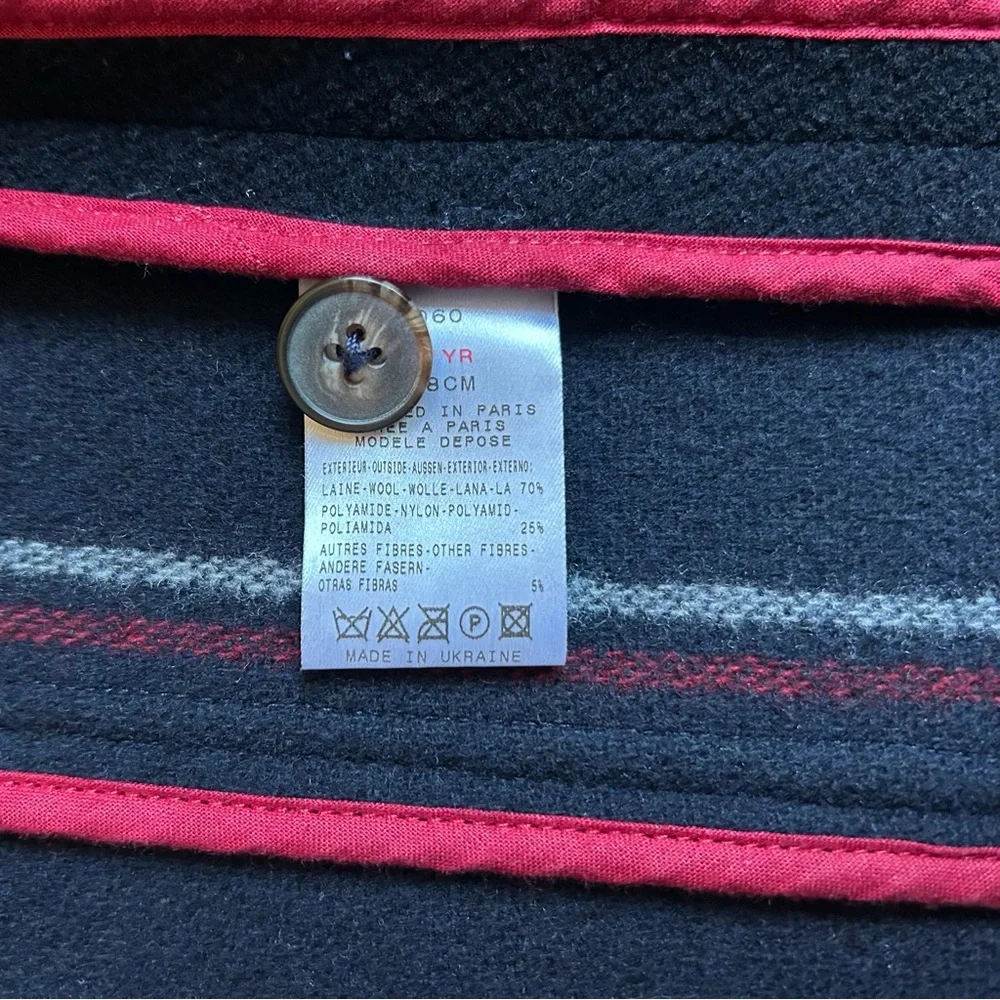 060
YR
8CM
ED IN PARIS
ÉE A PARIS
MODELE DEPOSE
EXTERIEUR-OUTSIDE-AUSSEN-EXTERIOR-EXTERNO:
LAINE-WOOL-WOLLE-LANA-LA 70%
POLYAMIDE-NYLON-POLYAMID-
POLIAMIDA 25%
AUTRES FIBRES-OTHER FIBRES-
ANDERE FASERN-
OTRAS FIBRAS 5%
P
MADE IN UKRAINE